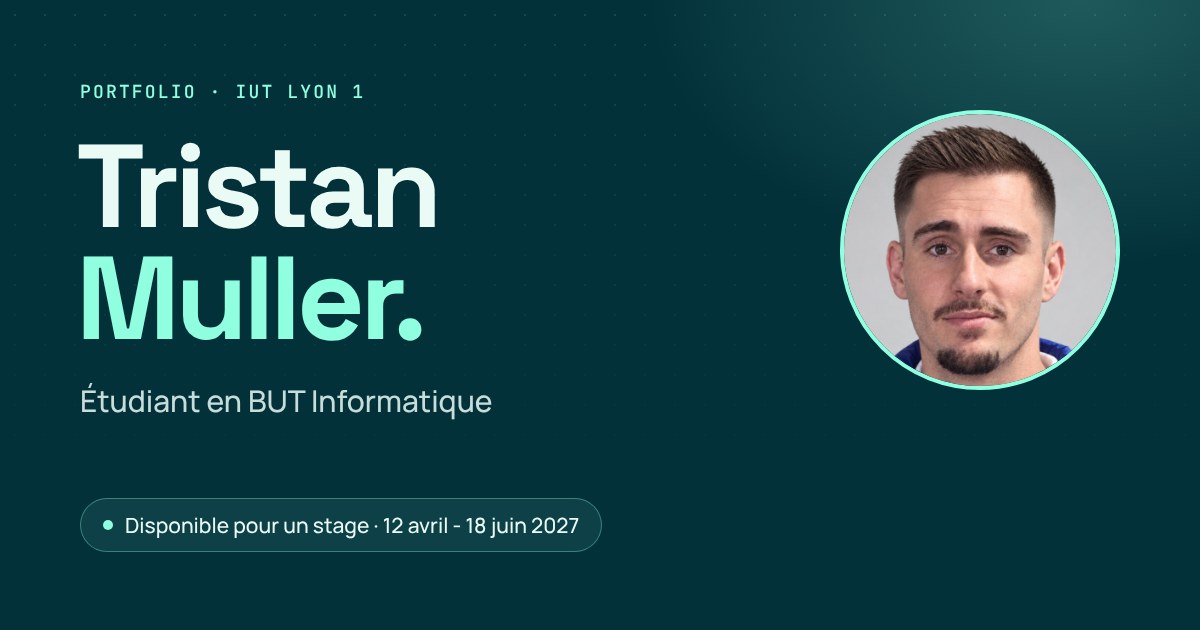 PORTFOLIO · IUT LYON 1
Tristan
Muller.
Étudiant en BUT Informatique
Disponible pour un stage · 12 avril - 18 juin 2027